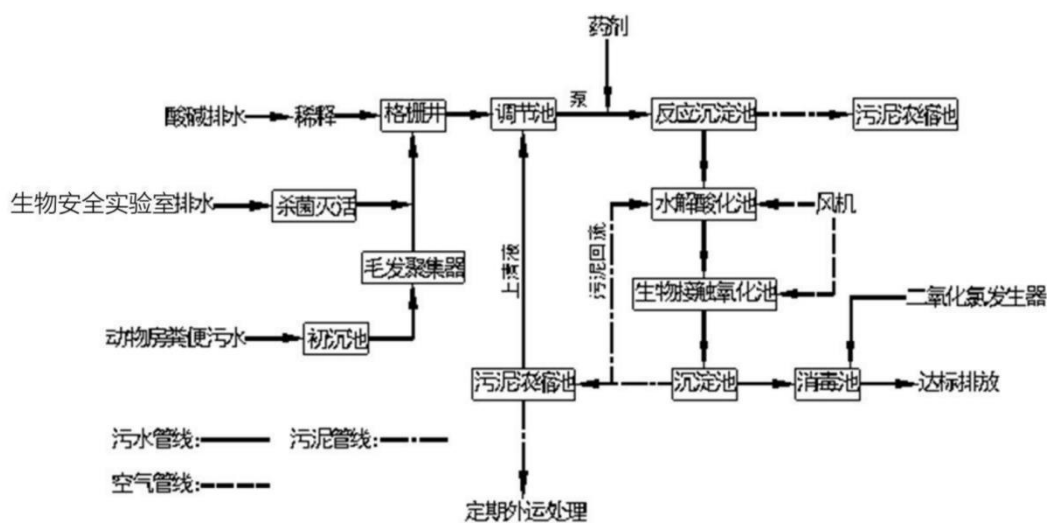 药剂
酸碱排水
稀释
格栅井
调节池
泵
反应沉淀池
污泥浓缩池
生物安全实验室排水
杀菌灭活
水解酸化池
风机
毛发聚集器
上清液
污泥回流
生物接触氧化池
二氧化氯发生器
动物房粪便污水
初沉池
污泥浓缩池
沉淀池
消毒池
达标排放
污水管线:
污泥管线:
空气管线:
定期外运处理